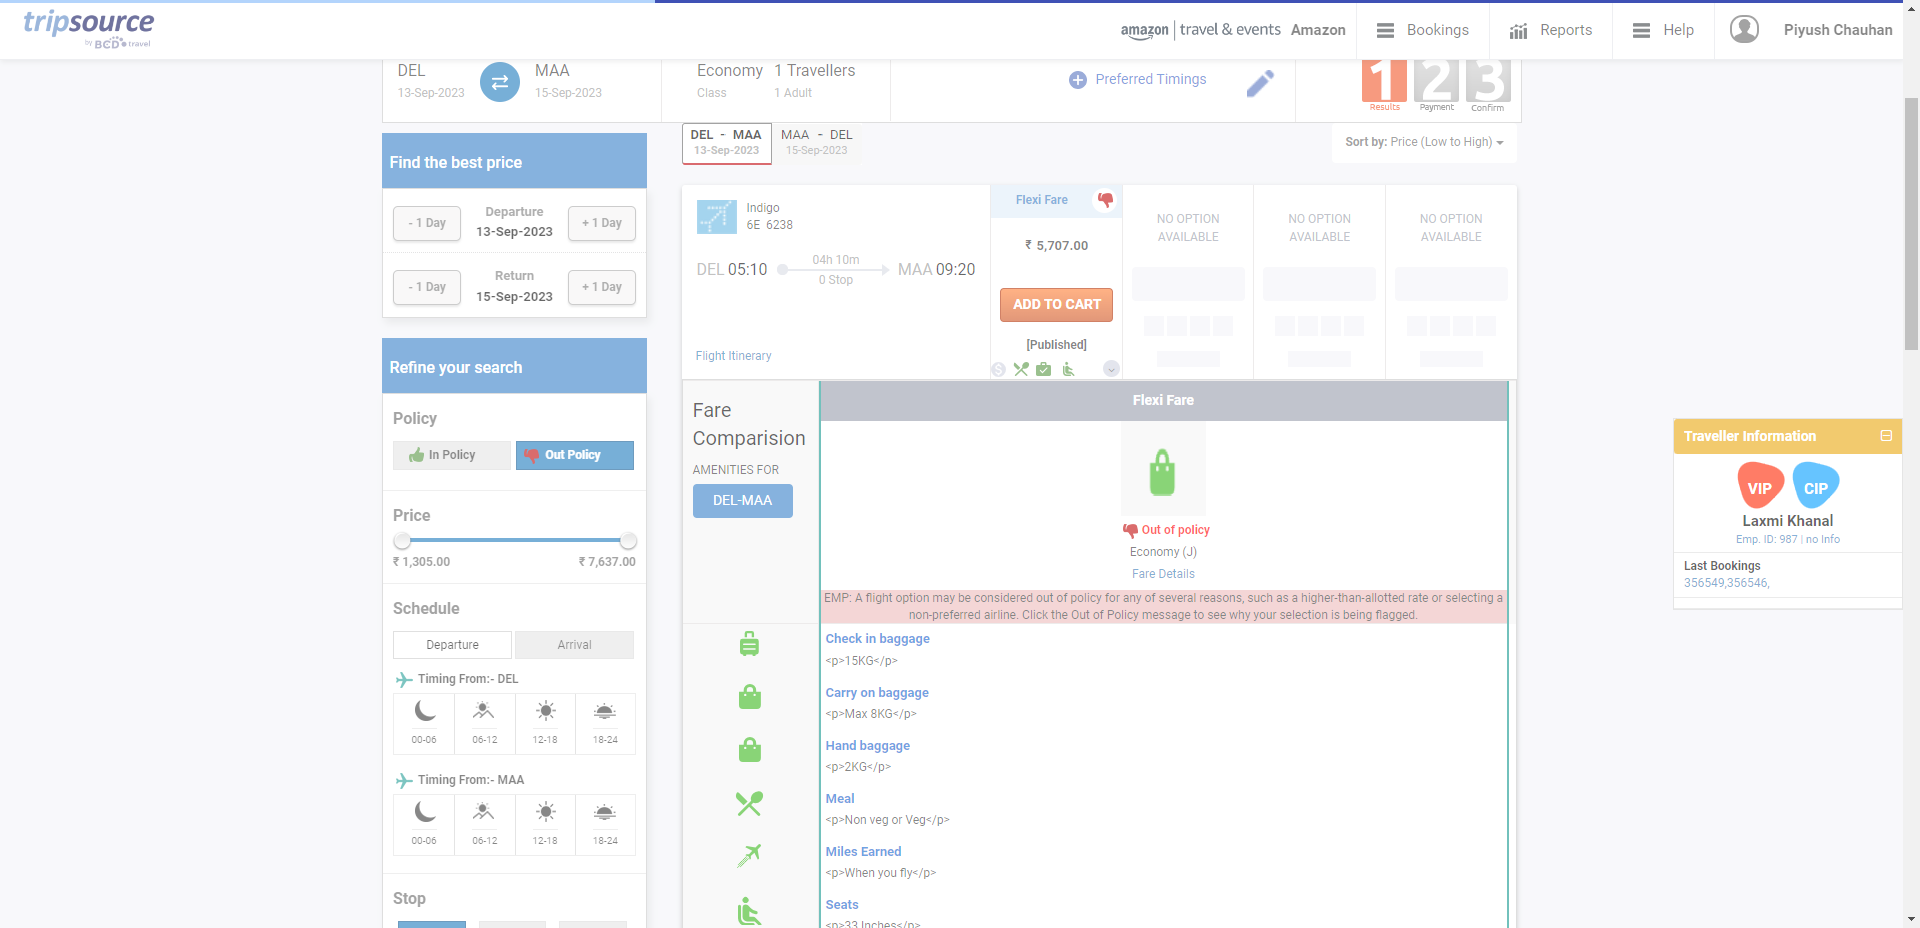 tripsource
by BCD travel
amazon | travel & events Amazon
Bookings
Reports
Help
Piyush Chauhan
DEL
13-Sep-2023
MAA
15-Sep-2023
Economy
Class
1 Travellers
1 Adult
Preferred Timings
1
Results
2
Payment
3
Confirm
DEL - MAA
13-Sep-2023
MAA - DEL
15-Sep-2023
Sort by: Price (Low to High)
Find the best price
- 1 Day
Departure
13-Sep-2023
+ 1 Day
- 1 Day
Return
15-Sep-2023
+ 1 Day
Refine your search
Policy
In Policy
Out Policy
Price
₹ 1,305.00
₹ 7,637.00
Schedule
Departure
Arrival
Timing From:- DEL
00-06
06-12
12-18
18-24
Timing From:- MAA
00-06
06-12
12-18
18-24
Stop
Indigo
6E 6238
DEL 05:10
04h 10m
0 Stop
MAA 09:20
Flight Itinerary
Flexi Fare
₹ 5,707.00
ADD TO CART
[Published]
NO OPTION
AVAILABLE
NO OPTION
AVAILABLE
NO OPTION
AVAILABLE
Fare
Comparision
AMENITIES FOR
DEL-MAA
Flexi Fare
Out of policy
Economy (J)
Fare Details
EMP: A flight option may be considered out of policy for any of several reasons, such as a higher-than-allotted rate or selecting a
non-preferred airline. Click the Out of Policy message to see why your selection is being flagged.
Check in baggage
<p>15KG</p>
Carry on baggage
<p>Max 8KG</p>
Hand baggage
<p>2KG</p>
Meal
<p>Non veg or Veg</p>
Miles Earned
<p>When you fly</p>
Seats
<p>33 Inches</p>
Traveller Information
VIP
CIP
Laxmi Khanal
Emp. ID: 987 | no Info
Last Bookings
356549,356546,